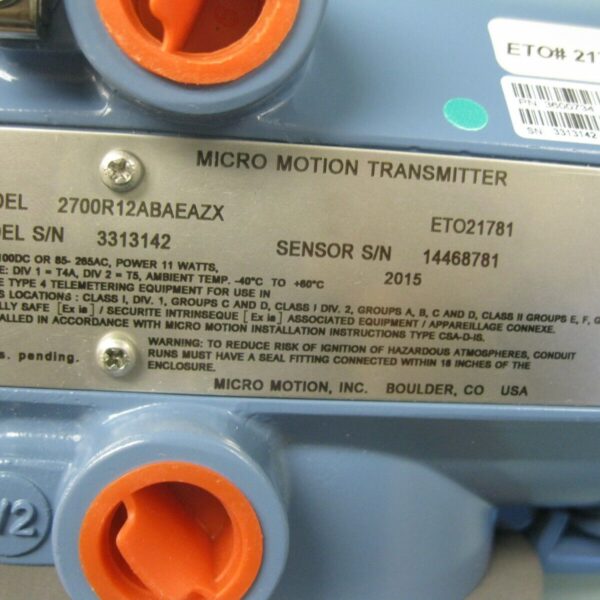 ETO# 217
P/N 3600734
SN 3313142
MICRO MOTION TRANSMITTER
DEL 2700R12ABAEAZX
ETO21781
DEL S/N 3313142
SENSOR S/N 14468781
100DC OR 85- 265AC, POWER 11 WATTS, 2015
E: DIV 1 = T4A, DIV 2 = T5, AMBIENT TEMP. -40°C TO +60°C
E TYPE 4 TELEMETERING EQUIPMENT FOR USE IN
S LOCATIONS : CLASS I, DIV. 1, GROUPS C AND D, CLASS I DIV. 2, GROUPS A, B, C AND D, CLASS II GROUPS E, F, G
LLY SAFE [Ex ia] / SECURITE INTRINSEQUE [Ex ia] ASSOCIATED EQUIPMENT / APPAREILLAGE CONNEXE.
ALLED IN ACCORDANCE WITH MICRO MOTION INSTALLATION INSTRUCTIONS TYPE CSA-D-IS.
WARNING: TO REDUCE RISK OF IGNITION OF HAZARDOUS ATMOSPHERES, CONDUIT
s. pending. RUNS MUST HAVE A SEAL FITTING CONNECTED WITHIN 18 INCHES OF THE
ENCLOSURE.
MICRO MOTION, INC. BOULDER, CO USA
/2